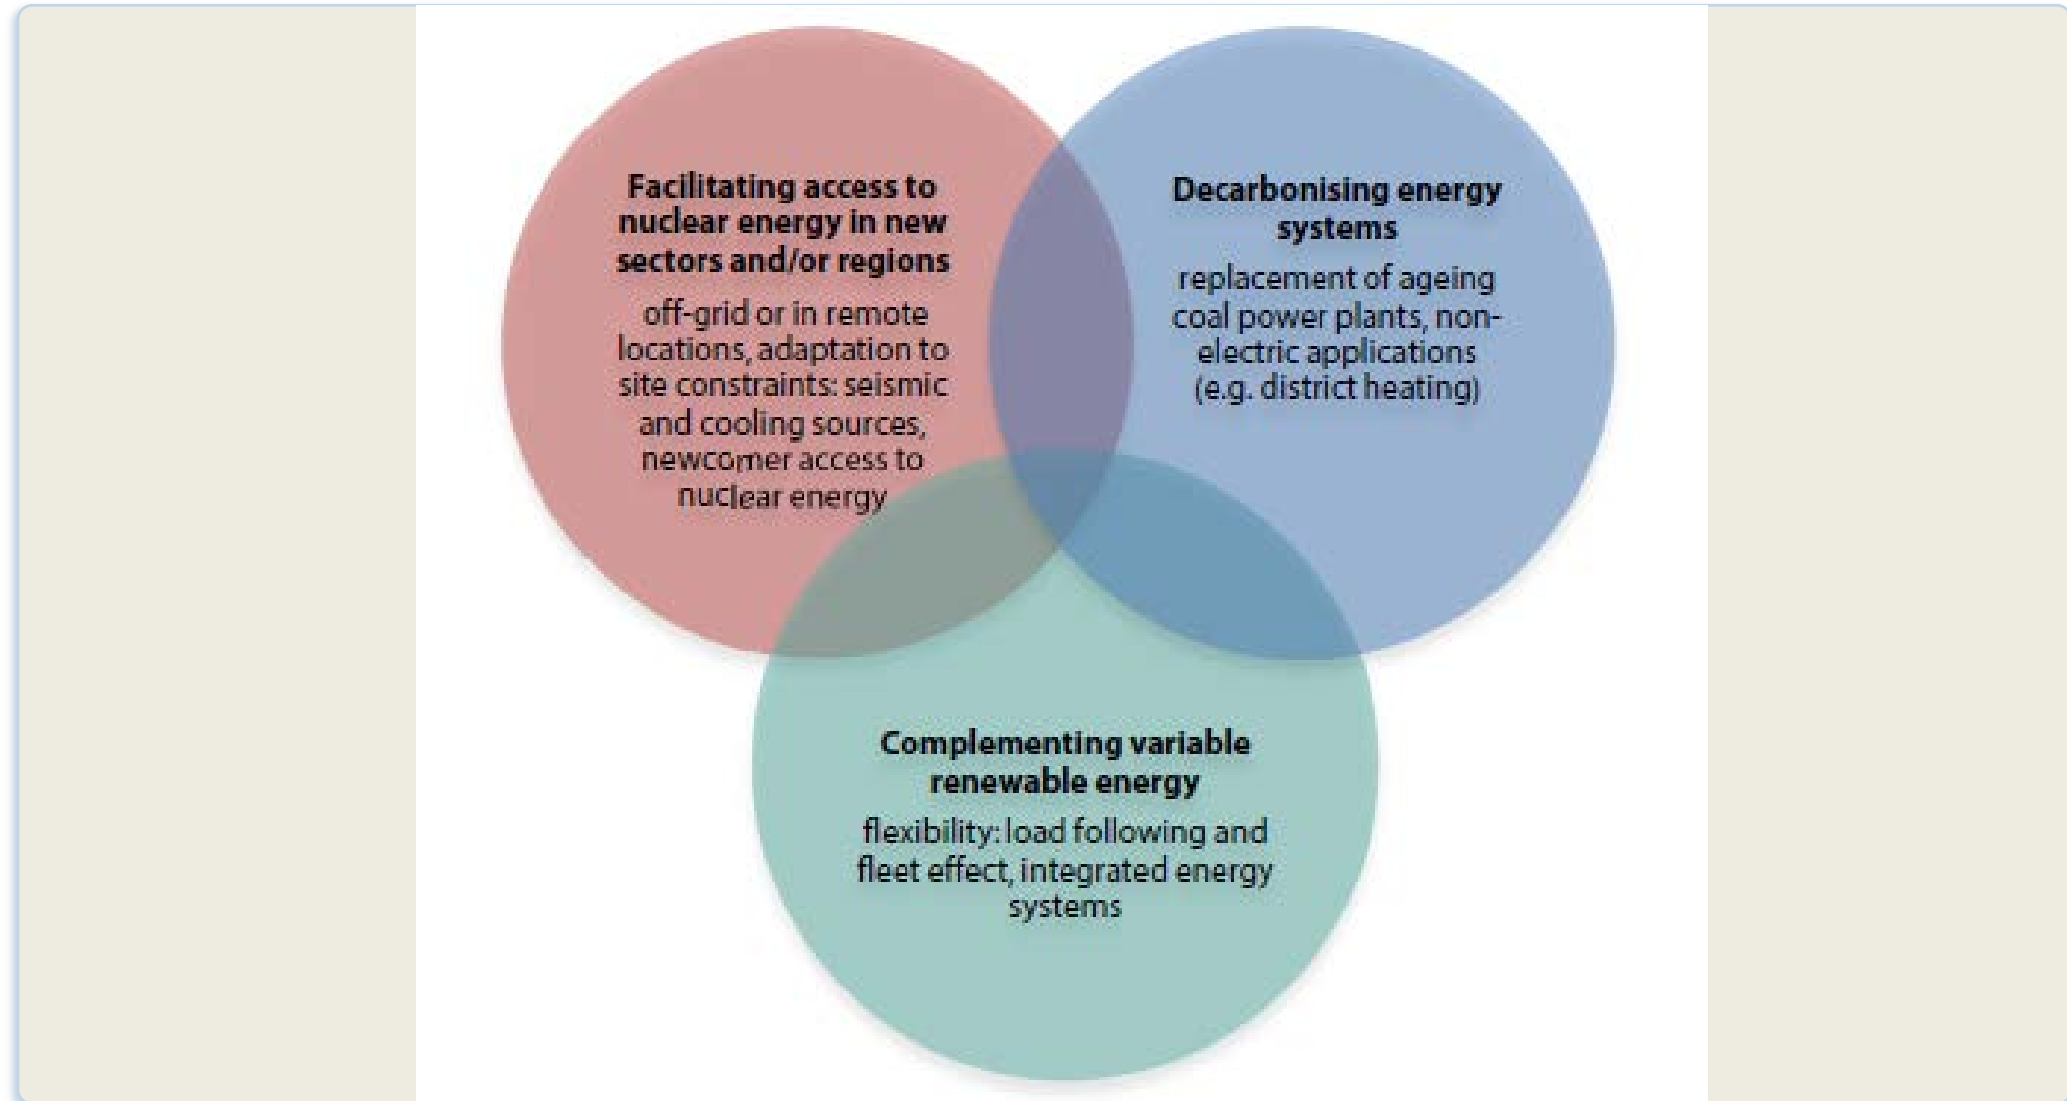 Facilitating access to
nuclear energy in new
sectors and/or regions
off-grid or in remote
locations, adaptation to
site constraints: seismic
and cooling sources,
newcomer access to
nuclear energy
Decarbonising energy
systems
replacement of ageing
coal power plants, non-
electric applications
(e.g. district heating)
Complementing variable
renewable energy
flexibility: load following and
fleet effect, integrated energy
systems